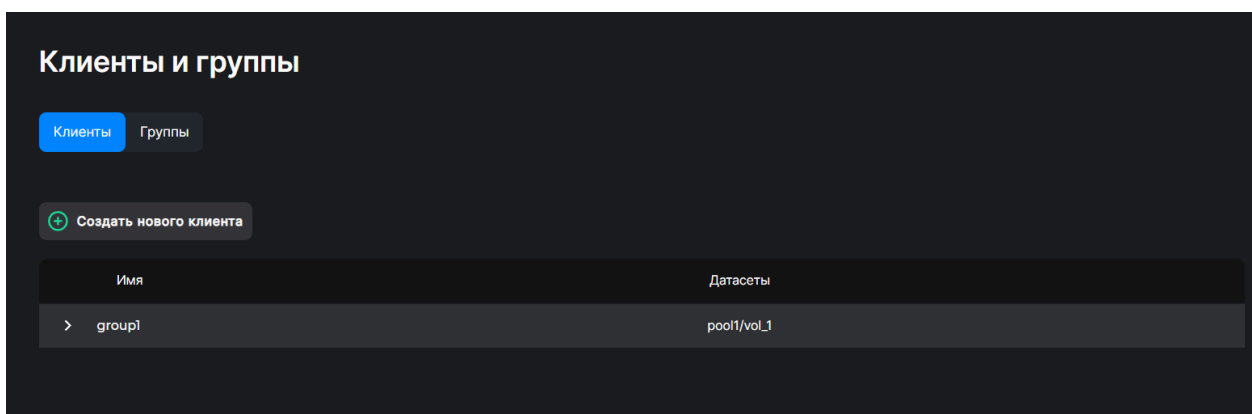 Клиенты и группы
Клиенты Группы
Создать нового клиента
Имя Датасеты
group1 pool1/vol_1